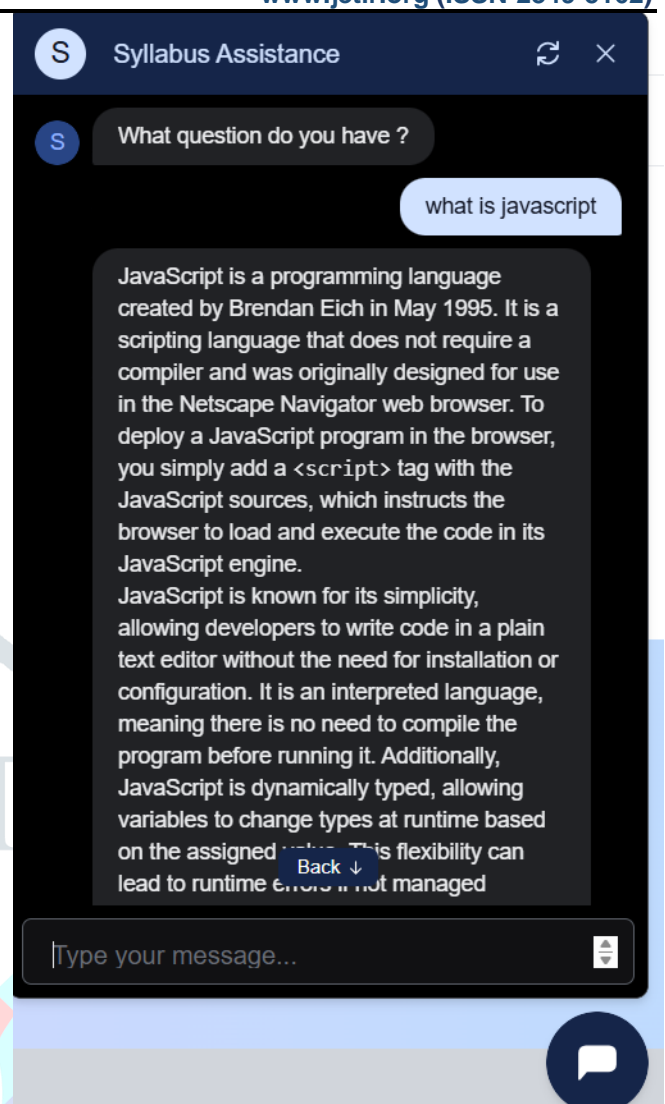 S Syllabus Assistance
S What question do you have ?
what is javascript
JavaScript is a programming language
created by Brendan Eich in May 1995. It is a
scripting language that does not require a
compiler and was originally designed for use
in the Netscape Navigator web browser. To
deploy a JavaScript program in the browser,
you simply add a <script> tag with the
JavaScript sources, which instructs the
browser to load and execute the code in its
JavaScript engine.
JavaScript is known for its simplicity,
allowing developers to write code in a plain
text editor without the need for installation or
configuration. It is an interpreted language,
meaning there is no need to compile the
program before running it. Additionally,
JavaScript is dynamically typed, allowing
variables to change types at runtime based
on the assigned This flexibility can
Back ↓
lead to runtime not managed
Type your message...